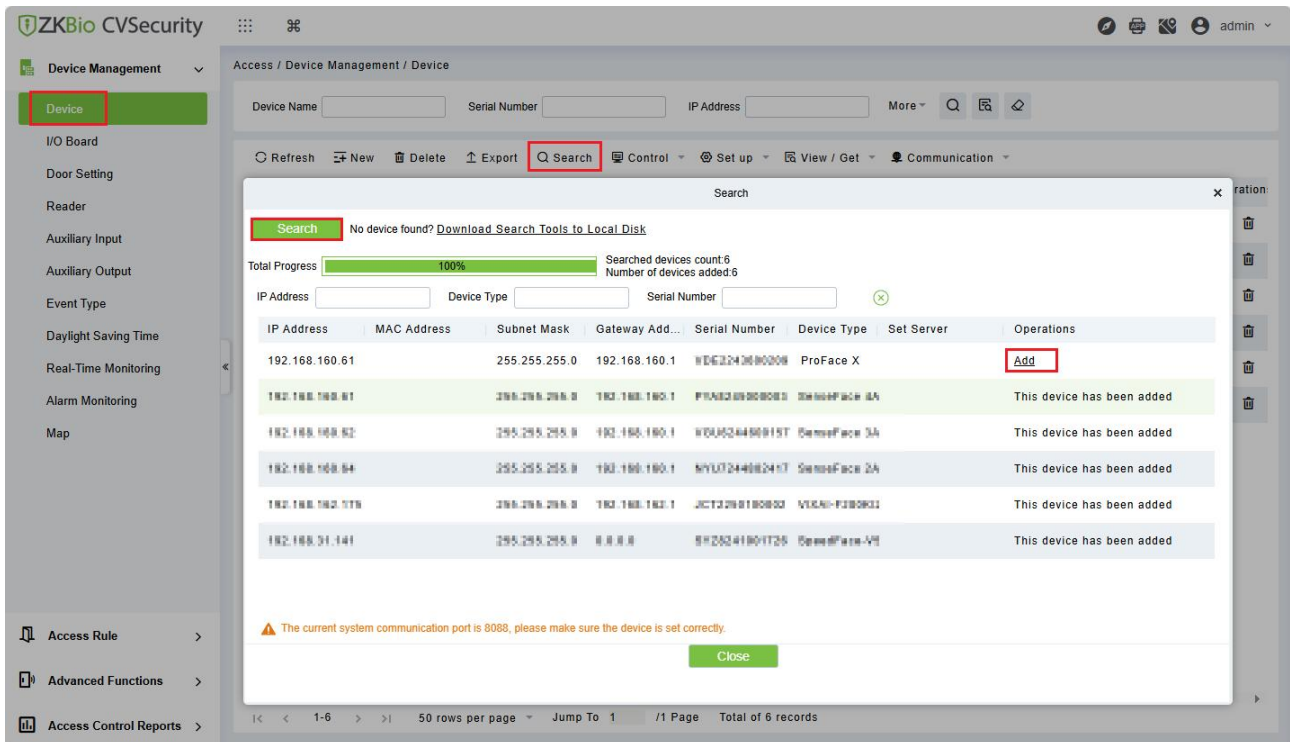 ZKBio CVSecurity
admin
Device Management
Access / Device Management / Device
Device
Device Name
Serial Number
IP Address
More
I/O Board
Door Setting
Reader
Auxiliary Input
Auxiliary Output
Event Type
Daylight Saving Time
Real-Time Monitoring
Alarm Monitoring
Map
Access Rule
Advanced Functions
Access Control Reports
Refresh New Delete Export Search Control Set up View / Get Communication
Search
Search No device found? Download Search Tools to Local Disk
Total Progress 100% Searched devices count:6
Number of devices added:6
IP Address Device Type Serial Number
IP Address MAC Address Subnet Mask Gateway Add... Serial Number Device Type Set Server Operations
192.168.160.61 255.255.255.0 192.168.160.1 ProFace X Add
This device has been added
This device has been added
This device has been added
This device has been added
This device has been added
The current system communication port is 8088, please make sure the device is set correctly.
Close
1-6 50 rows per page Jump To 1 /1 Page Total of 6 records